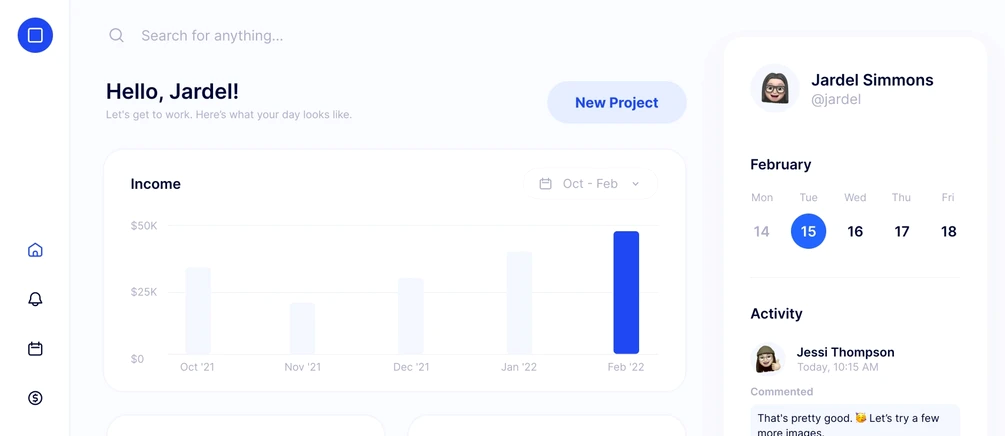 Search for anything...
Hello, Jardel!
Let's get to work. Here's what your day looks like.
New Project
Income
Oct - Feb
$50K
$25K
$0
Oct '21
Nov '21
Dec '21
Jan '22
Feb '22
Jardel Simmons
@jardel
February
Mon Tue Wed Thu Fri
14 15 16 17 18
Activity
Jessi Thompson
Today, 10:15 AM
Commented
That's pretty good. 🥰 Let's try a few
more images.